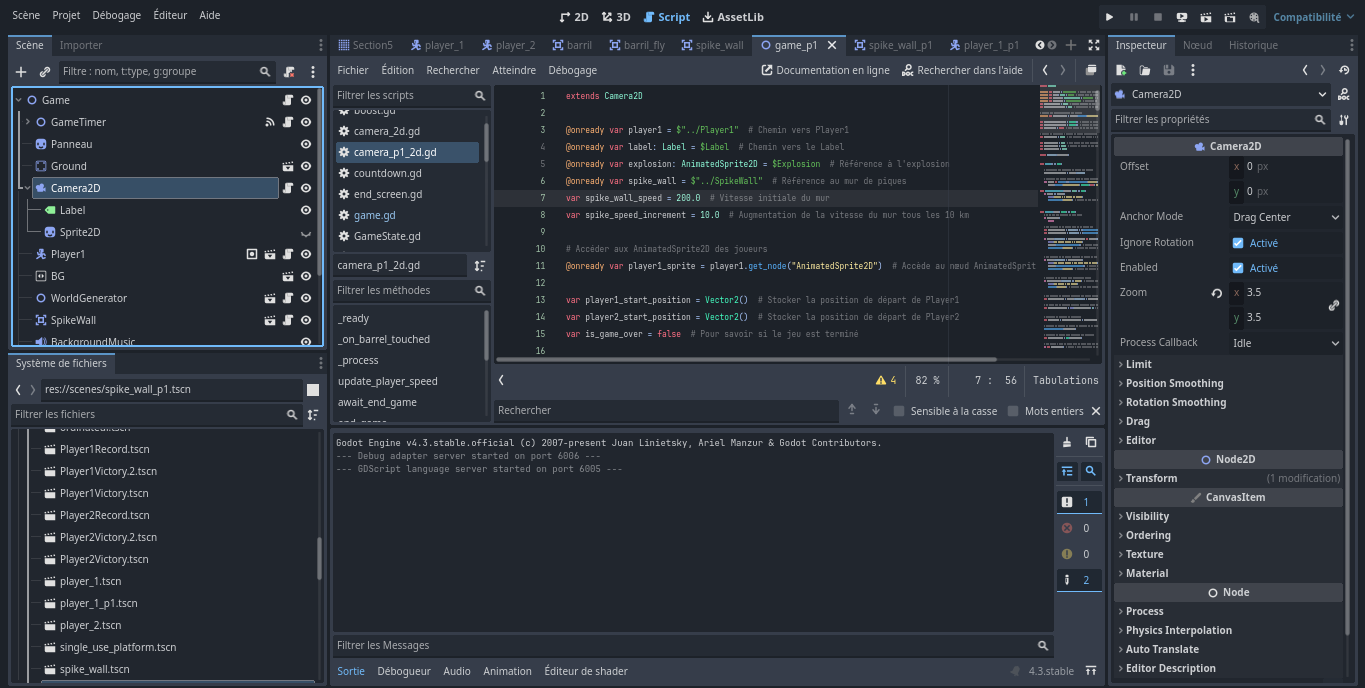 Scène Projet Débogage Éditeur Aide
2D 3D Script AssetLib
Compatibilité
Scène Importer
Filtre : nom, t:type, g:groupe
Game
GameTimer
Panneau
Ground
Camera2D
Label
Sprite2D
Player1
BG
WorldGenerator
SpikeWall
BackgroundMusic
Système de fichiers
res://scenes/spike_wall_p1.tscn
Filtrer les fichiers
Player1Record.tscn
Player1Victory.2.tscn
Player1Victory.tscn
Player2Record.tscn
Player2Victory.2.tscn
Player2Victory.tscn
player_1.tscn
player_1_p1.tscn
player_2.tscn
single_use_platform.tscn
spike_wall.tscn
Section5 player_1 player_2 barril barril_fly spike_wall game_p1 spike_wall_p1 player_1_p1
Fichier Édition Rechercher Atteindre Débogage
Documentation en ligne Rechercher dans l'aide
Filtrer les scripts
boost.gd
camera_2d.gd
camera_p1_2d.gd
countdown.gd
end_screen.gd
game.gd
GameState.gd
camera_p1_2d.gd
Filtrer les méthodes
_ready
_on_barrel_touched
_process
update_player_speed
await_end_game
end_game
1 extends Camera2D
2
3 @onready var player1 = $"../Player1" # Chemin vers Player1
4 @onready var label: Label = $Label # Chemin vers le Label
5 @onready var explosion: AnimatedSprite2D = $Explosion # Référence à l'explosion
6 @onready var spike_wall = $"../SpikeWall" # Référence au mur de piques
7 var spike_wall_speed = 200.0 # Vitesse initiale du mur
8 var spike_speed_increment = 10.0 # Augmentation de la vitesse du mur tous les 10 km
9
10 # Accéder aux AnimatedSprite2D des joueurs
11 @onready var player1_sprite = player1.get_node("AnimatedSprite2D") # Accède au nœud AnimatedSprit
12
13 var player1_start_position = Vector2() # Stocker la position de départ de Player1
14 var player2_start_position = Vector2() # Stocker la position de départ de Player2
15 var is_game_over = false # Pour savoir si le jeu est terminé
16
4 82 % 7 : 56 Tabulations
Rechercher
Sensible à la casse Mots entiers
Godot Engine v4.3.stable.official (c) 2007-present Juan Linietsky, Ariel Manzur & Godot Contributors.
--- Debug adapter server started on port 6006 ---
--- GDScript language server started on port 6005 ---
1
0
0
2
Filtrer les Messages
Sortie Débogueur Audio Animation Éditeur de shader
4.3.stable
Inspecteur Nœud Historique
Camera2D
Filtrer les propriétés
Camera2D
Offset x 0 px
y 0 px
Anchor Mode Drag Center
Ignore Rotation Activé
Enabled Activé
Zoom x 3.5
y 3.5
Process Callback Idle
Limit
Position Smoothing
Rotation Smoothing
Drag
Editor
Node2D
Transform (1 modification)
CanvasItem
Visibility
Ordering
Texture
Material
Node
Process
Physics Interpolation
Auto Translate
Editor Description